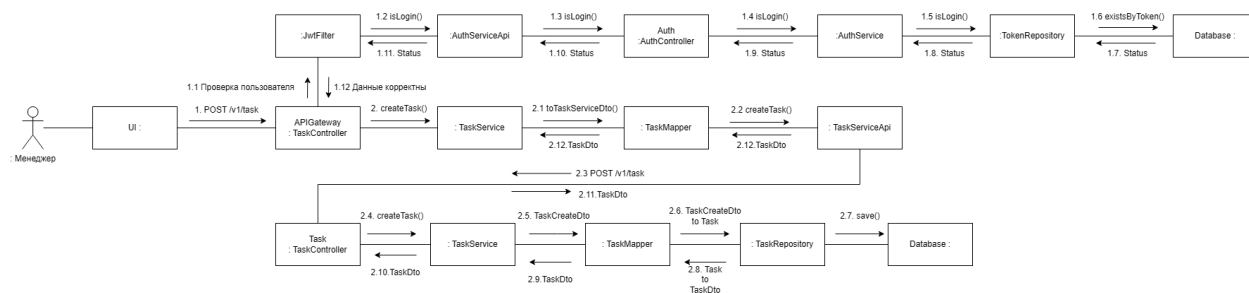 1.2 isLogin()
1.3 isLogin()
1.4 isLogin()
1.5 isLogin()
1.6 existsByToken()
:JwtFilter
:AuthServiceApi
Auth
:AuthController
:AuthService
:TokenRepository
Database :
1.11. Status
1.10. Status
1.9. Status
1.8. Status
1.7. Status
1.1 Проверка пользователя
1.12 Данные корректны
1. POST /v1/task
2. createTask()
2.1 toTaskServiceDto()
2.2 createTask()
UI :
APIGateway
: TaskController
: TaskService
: TaskMapper
: TaskServiceApi
2.12.TaskDto
2.12.TaskDto
: Менеджер
2.3 POST /v1/task
2.11.TaskDto
2.4. createTask()
2.5. TaskCreateDto
2.6. TaskCreateDto
to Task
2.7. save()
Task
: TaskController
: TaskService
: TaskMapper
: TaskRepository
Database :
2.10.TaskDto
2.9.TaskDto
2.8. Task
to
TaskDto